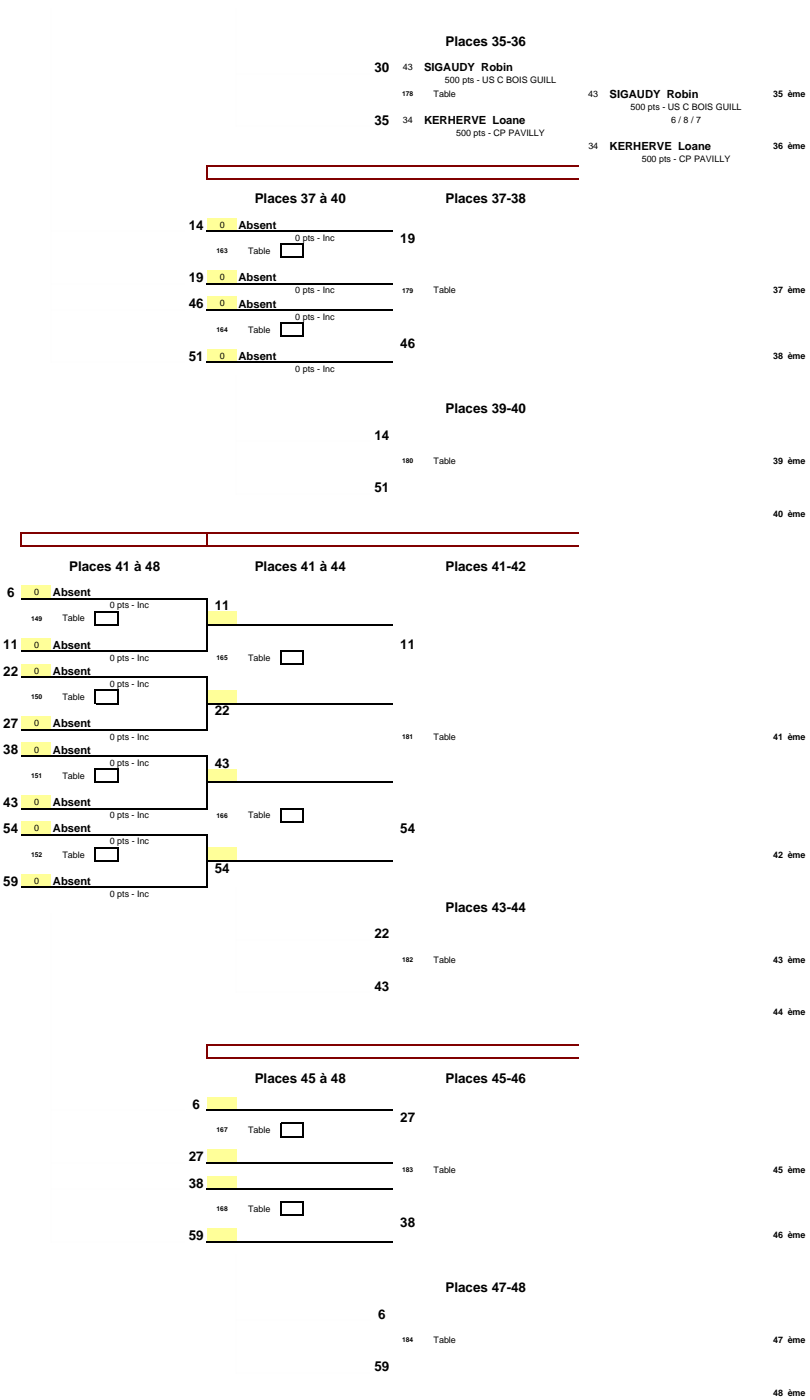 Places 35-36
30 43 SIGAUDY Robin
500 pts - US C BOIS GUILL
178 Table 43 SIGAUDY Robin 35 ème
500 pts - US C BOIS GUILL
35 34 KERHERVE Loane 6 / 8 / 7
500 pts - CP PAVILLY
34 KERHERVE Loane 36 ème
500 pts - CP PAVILLY
Places 37 à 40 Places 37-38
14 0 Absent
0 pts - Inc 19
163 Table
19 0 Absent
0 pts - Inc 179 Table 37 ème
46 0 Absent
0 pts - Inc
164 Table
46
51 0 Absent 38 ème
0 pts - Inc
Places 39-40
14
180 Table 39 ème
51
40 ème
Places 41 à 48 Places 41 à 44 Places 41-42
6 0 Absent
0 pts - Inc 11
149 Table
11 0 Absent 11
0 pts - Inc 165 Table
22 0 Absent
0 pts - Inc
150 Table
22
27 0 Absent
0 pts - Inc 181 Table 41 ème
38 0 Absent
0 pts - Inc 43
151 Table
43 0 Absent
0 pts - Inc 166 Table
54 0 Absent 54
0 pts - Inc
152 Table 42 ème
54
59 0 Absent
0 pts - Inc
Places 43-44
22
182 Table 43 ème
43
44 ème
Places 45 à 48 Places 45-46
6
27
167 Table
27
183 Table 45 ème
38
168 Table
38
59 46 ème
Places 47-48
6
184 Table 47 ème
59
48 ème